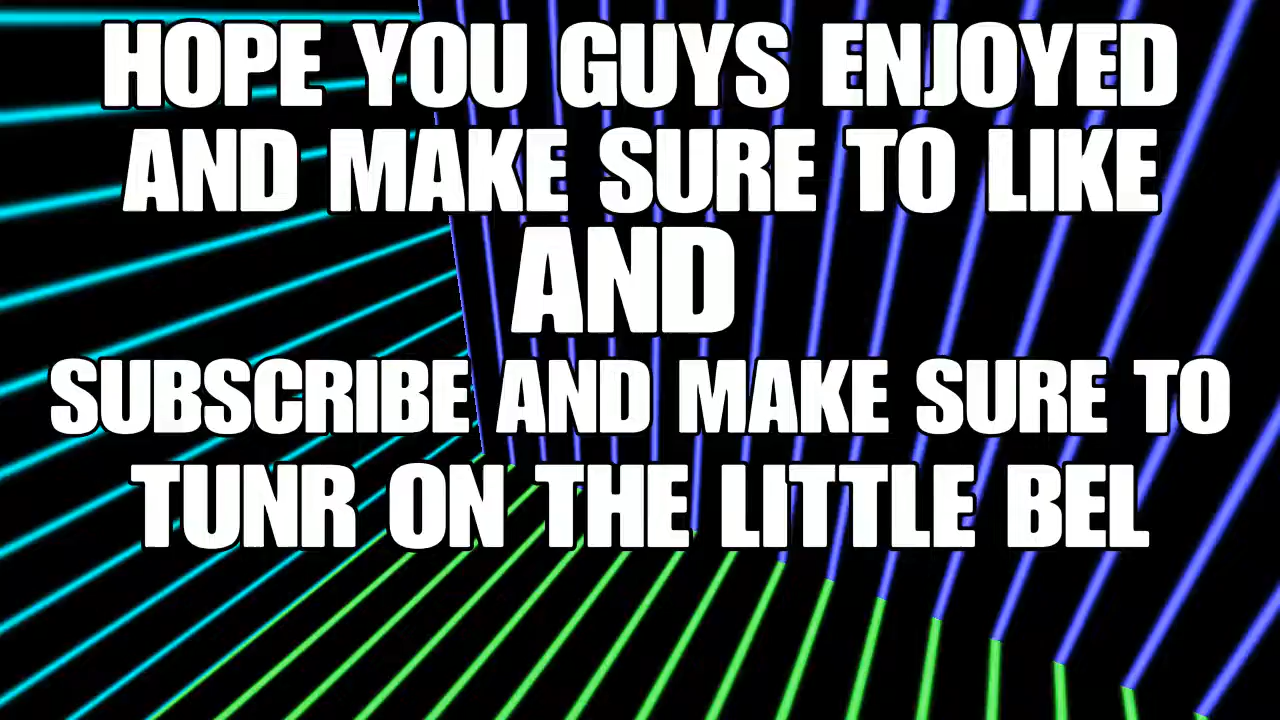 HOPE YOU GUYS ENJOYED
AND MAKE SURE TO LIKE
AND
SUBSCRIBE AND MAKE SURE TO
TUNR ON THE LITTLE BEL